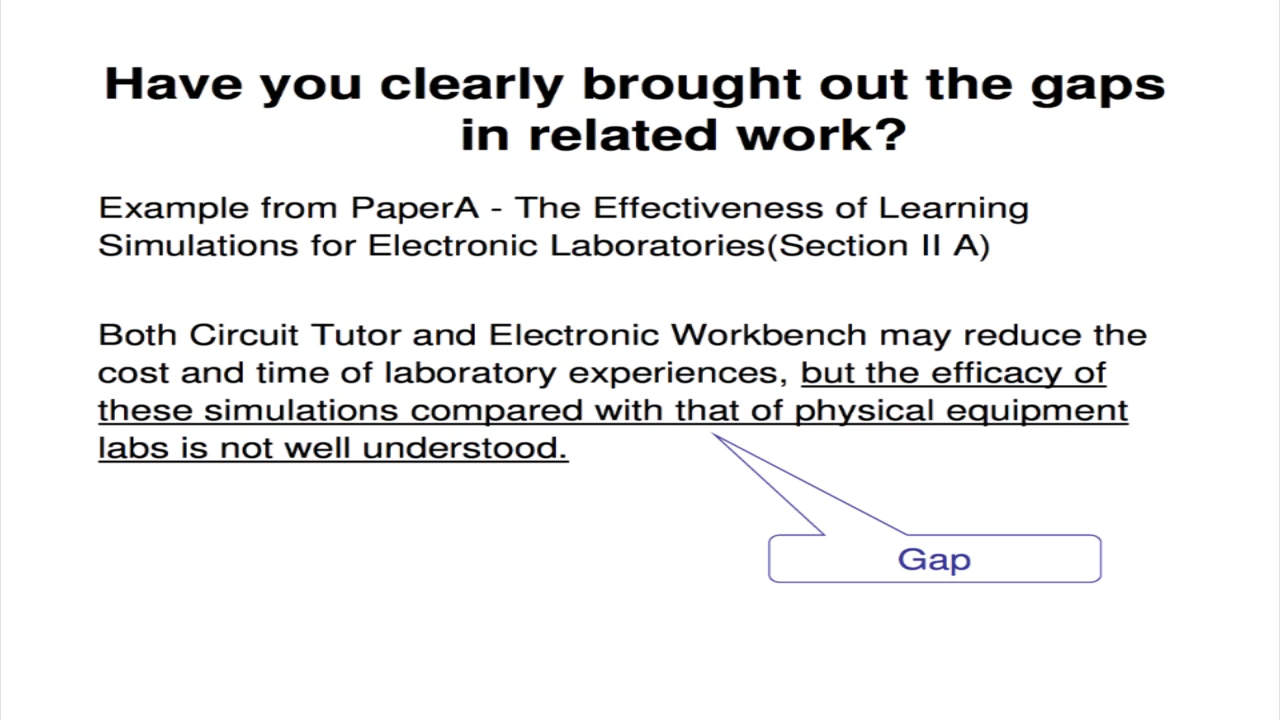 Have you clearly brought out the gaps
in related work?
Example from PaperA - The Effectiveness of Learning
Simulations for Electronic Laboratories(Section II A)
Both Circuit Tutor and Electronic Workbench may reduce the
cost and time of laboratory experiences, but the efficacy of
these simulations compared with that of physical equipment
labs is not well understood.
Gap